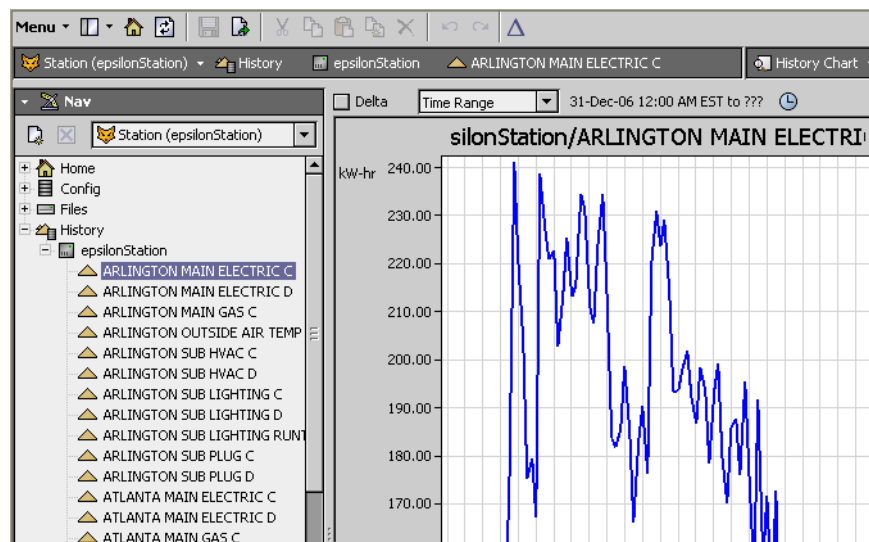 Menu
Station (epsilonStation) History epsilonStation ARLINGTON MAIN ELECTRIC C History Chart
Nav
Station (epsilonStation)
Home
Config
Files
History
epsilonStation
ARLINGTON MAIN ELECTRIC C
ARLINGTON MAIN ELECTRIC D
ARLINGTON MAIN GAS C
ARLINGTON OUTSIDE AIR TEMP
ARLINGTON SUB HVAC C
ARLINGTON SUB HVAC D
ARLINGTON SUB LIGHTING C
ARLINGTON SUB LIGHTING D
ARLINGTON SUB LIGHTING RUNT
ARLINGTON SUB PLUG C
ARLINGTON SUB PLUG D
ATLANTA MAIN ELECTRIC C
ATLANTA MAIN ELECTRIC D
ATLANTA MAIN GAS C
Delta Time Range 31-Dec-06 12:00 AM EST to ???
silonStation/ARLINGTON MAIN ELECTRI
kW-hr
240.00
230.00
220.00
210.00
200.00
190.00
180.00
170.00